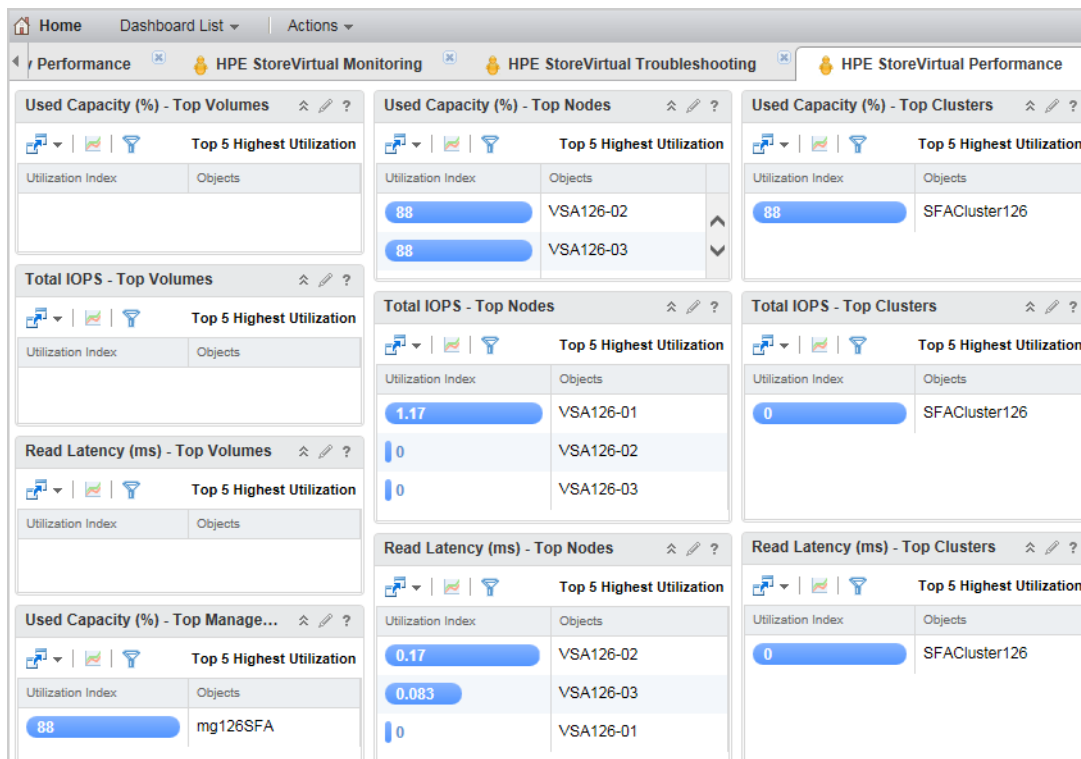 Home Dashboard List Actions
y Performance HPE StoreVirtual Monitoring HPE StoreVirtual Troubleshooting HPE StoreVirtual Performance
Used Capacity (%) - Top Volumes ?
Top 5 Highest Utilization
Utilization Index Objects
Total IOPS - Top Volumes ?
Top 5 Highest Utilization
Utilization Index Objects
Read Latency (ms) - Top Volumes ?
Top 5 Highest Utilization
Utilization Index Objects
Used Capacity (%) - Top Manage... ?
Top 5 Highest Utilization
Utilization Index Objects
88 mg126SFA
Used Capacity (%) - Top Nodes ?
Top 5 Highest Utilization
Utilization Index Objects
88 VSA126-02
88 VSA126-03
Total IOPS - Top Nodes ?
Top 5 Highest Utilization
Utilization Index Objects
1.17 VSA126-01
0 VSA126-02
0 VSA126-03
Read Latency (ms) - Top Nodes ?
Top 5 Highest Utilization
Utilization Index Objects
0.17 VSA126-02
0.083 VSA126-03
0 VSA126-01
Used Capacity (%) - Top Clusters ?
Top 5 Highest Utilization
Utilization Index Objects
88 SFACluster126
Total IOPS - Top Clusters ?
Top 5 Highest Utilization
Utilization Index Objects
0 SFACluster126
Read Latency (ms) - Top Clusters ?
Top 5 Highest Utilization
Utilization Index Objects
0 SFACluster126